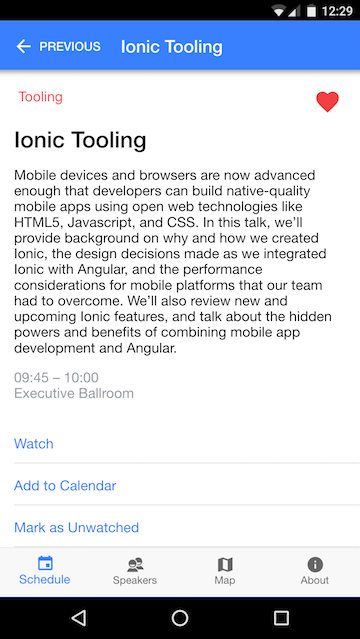 12:29
PREVIOUS Ionic Tooling
Tooling
Ionic Tooling
Mobile devices and browsers are now advanced
enough that developers can build native-quality
mobile apps using open web technologies like
HTML5, Javascript, and CSS. In this talk, we’ll
provide background on why and how we created
Ionic, the design decisions made as we integrated
Ionic with Angular, and the performance
considerations for mobile platforms that our team
had to overcome. We’ll also review new and
upcoming Ionic features, and talk about the hidden
powers and benefits of combining mobile app
development and Angular.
09:45 – 10:00
Executive Ballroom
Watch
Add to Calendar
Mark as Unwatched
Schedule Speakers Map About